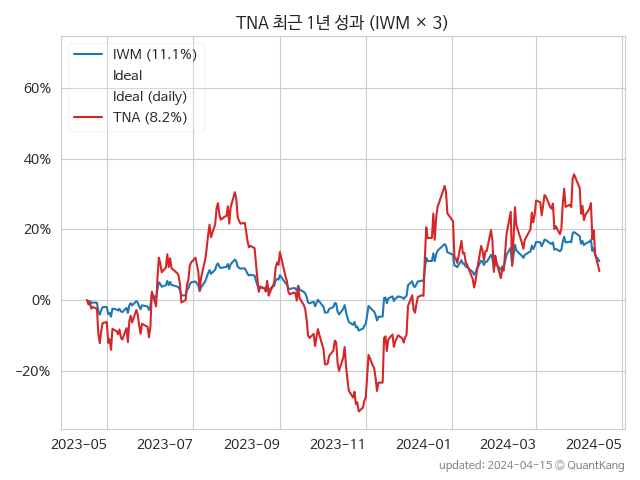 TNA 최근 1년 성과 (IWM × 3)
IWM (11.1%)
Ideal
Ideal (daily)
TNA (8.2%)
60%
40%
20%
0%
−20%
2023−05 2023−07 2023−09 2023−11 2024−01 2024−03 2024−05
updated: 2024-04-15 © QuantKang